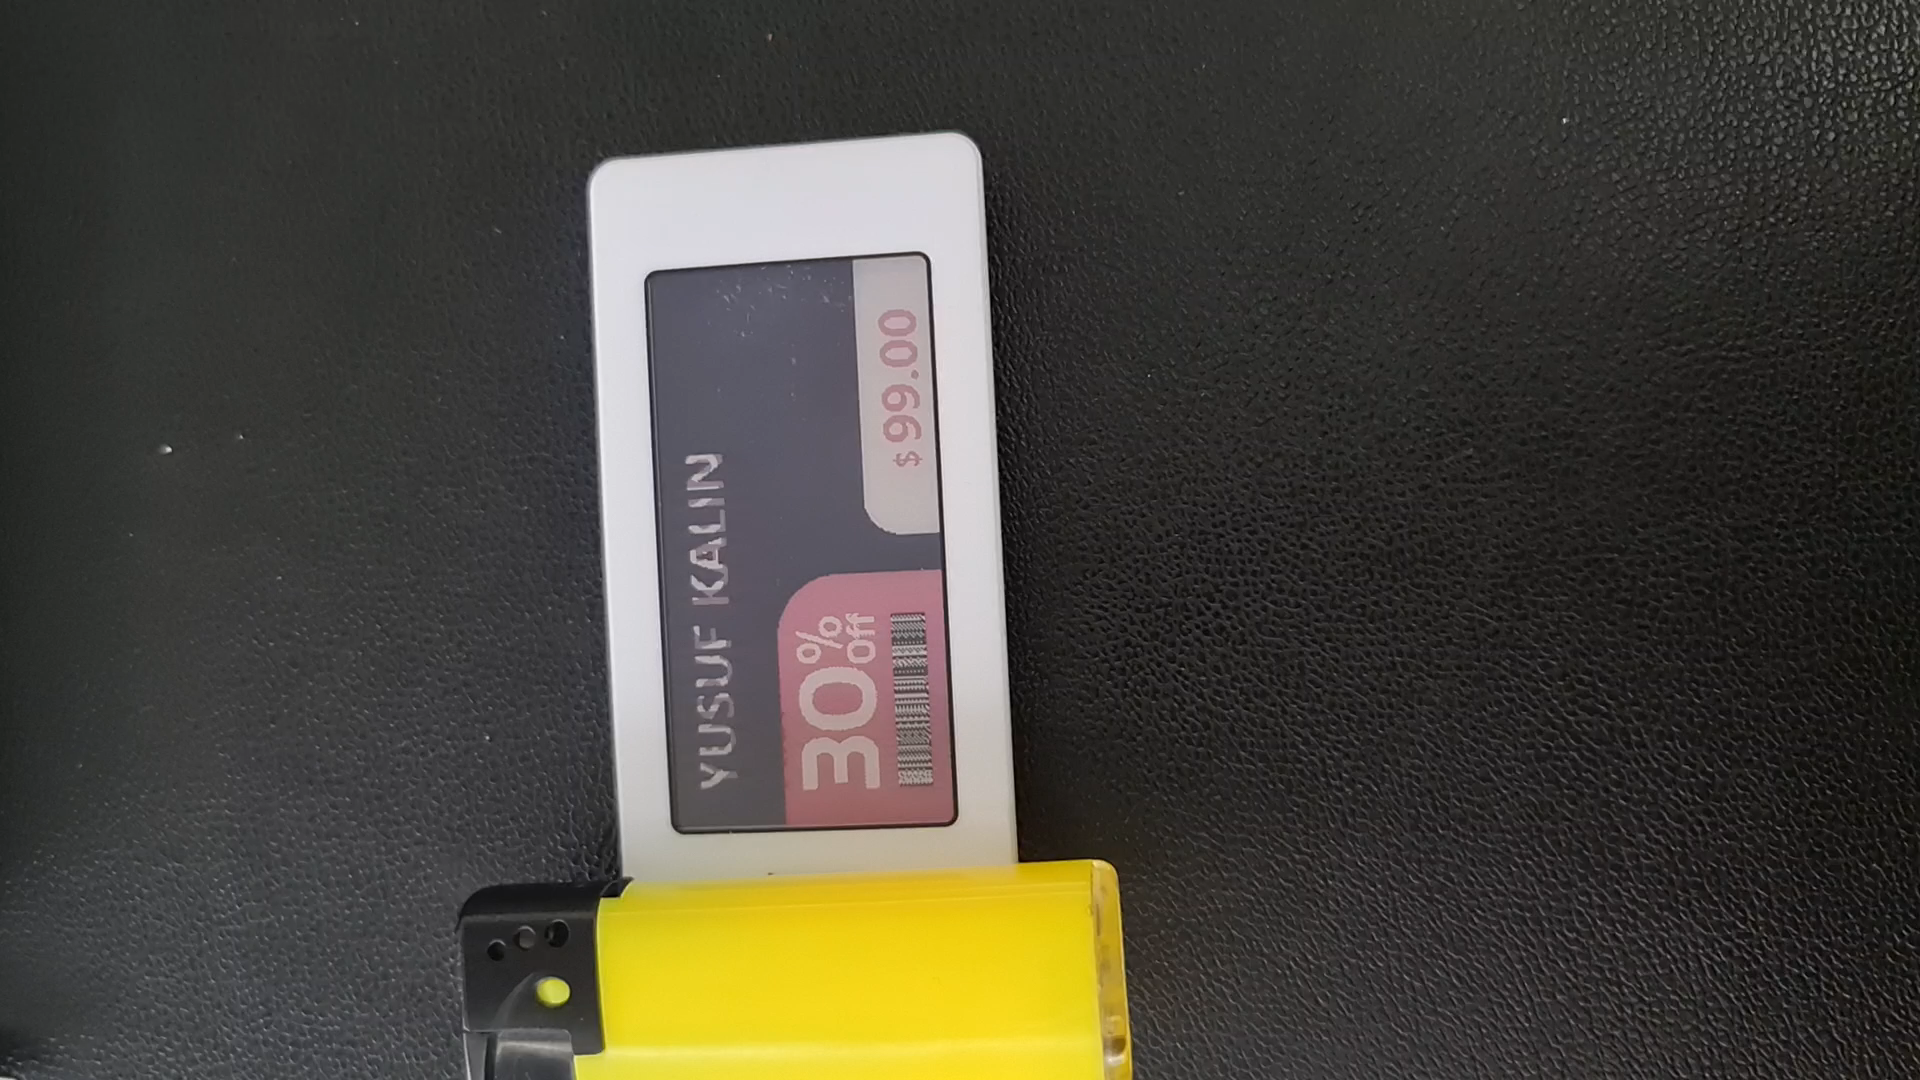 YUSUF KALIN
30%
Off
$ 99.00